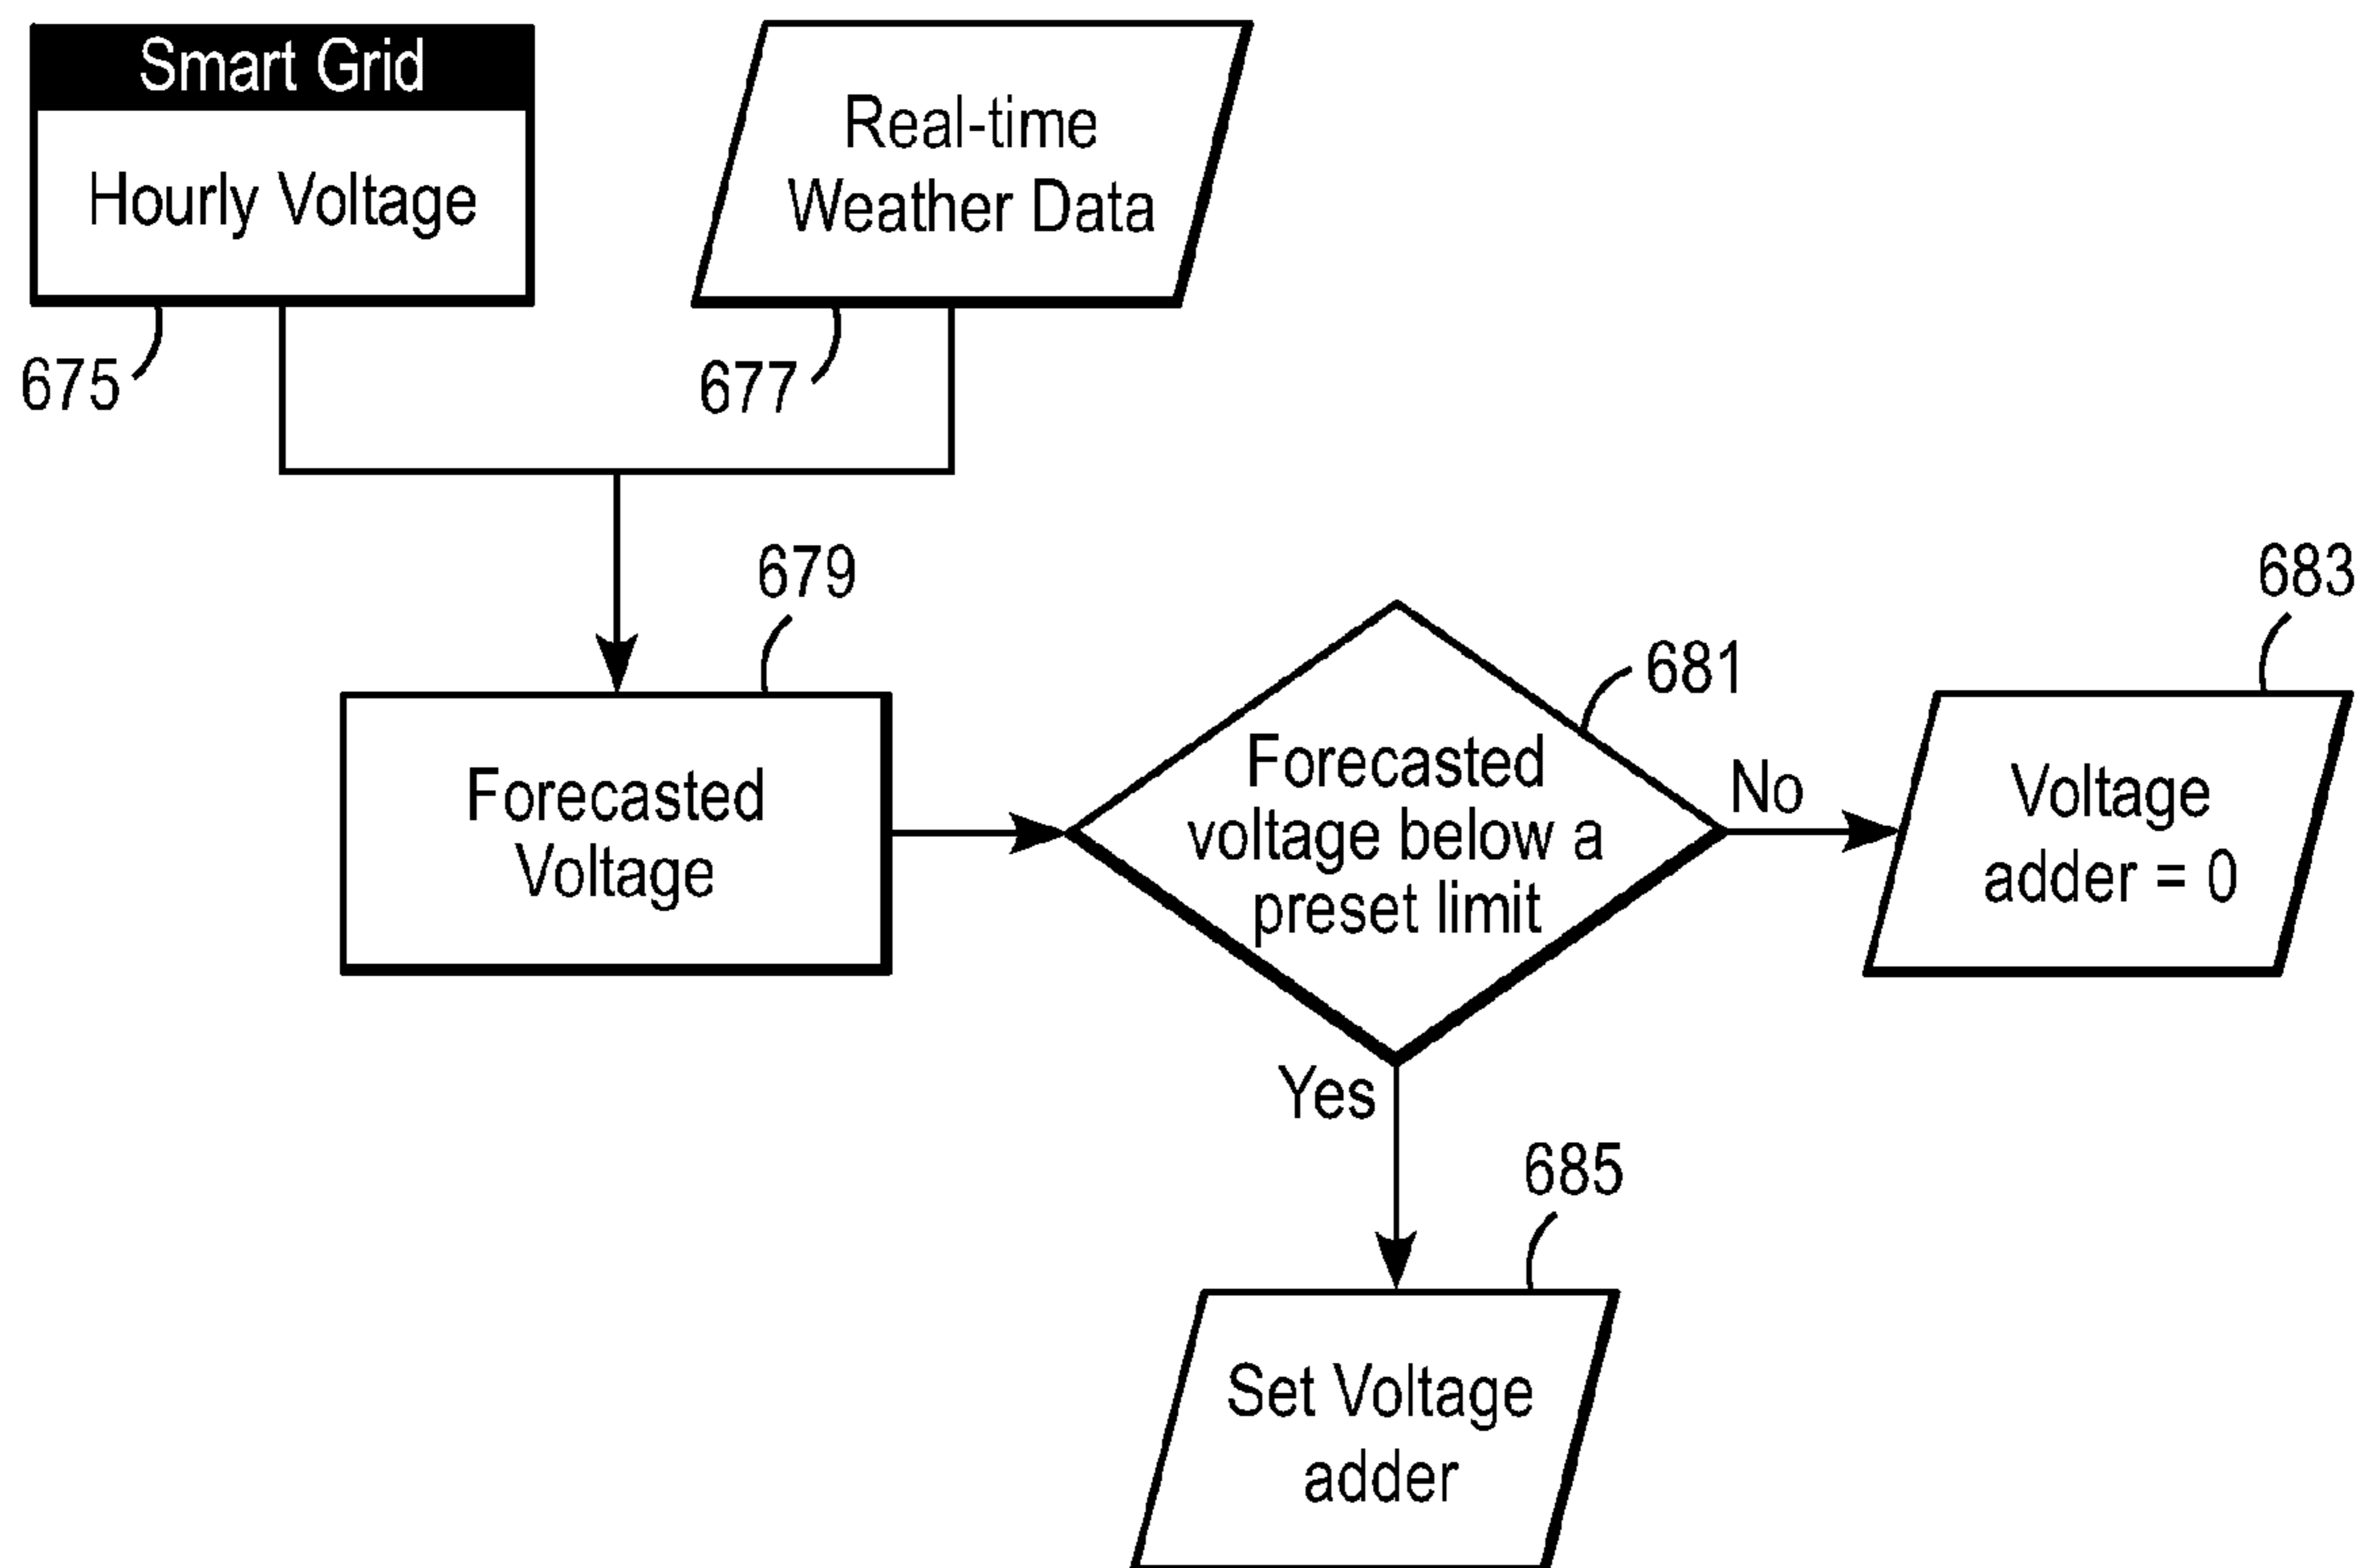 Smart Grid
Hourly Voltage
675
Real-time
Weather Data
677
679
Forecasted
Voltage
681
Forecasted
voltage below a
preset limit
No
683
Voltage
adder = 0
Yes
685
Set Voltage
adder